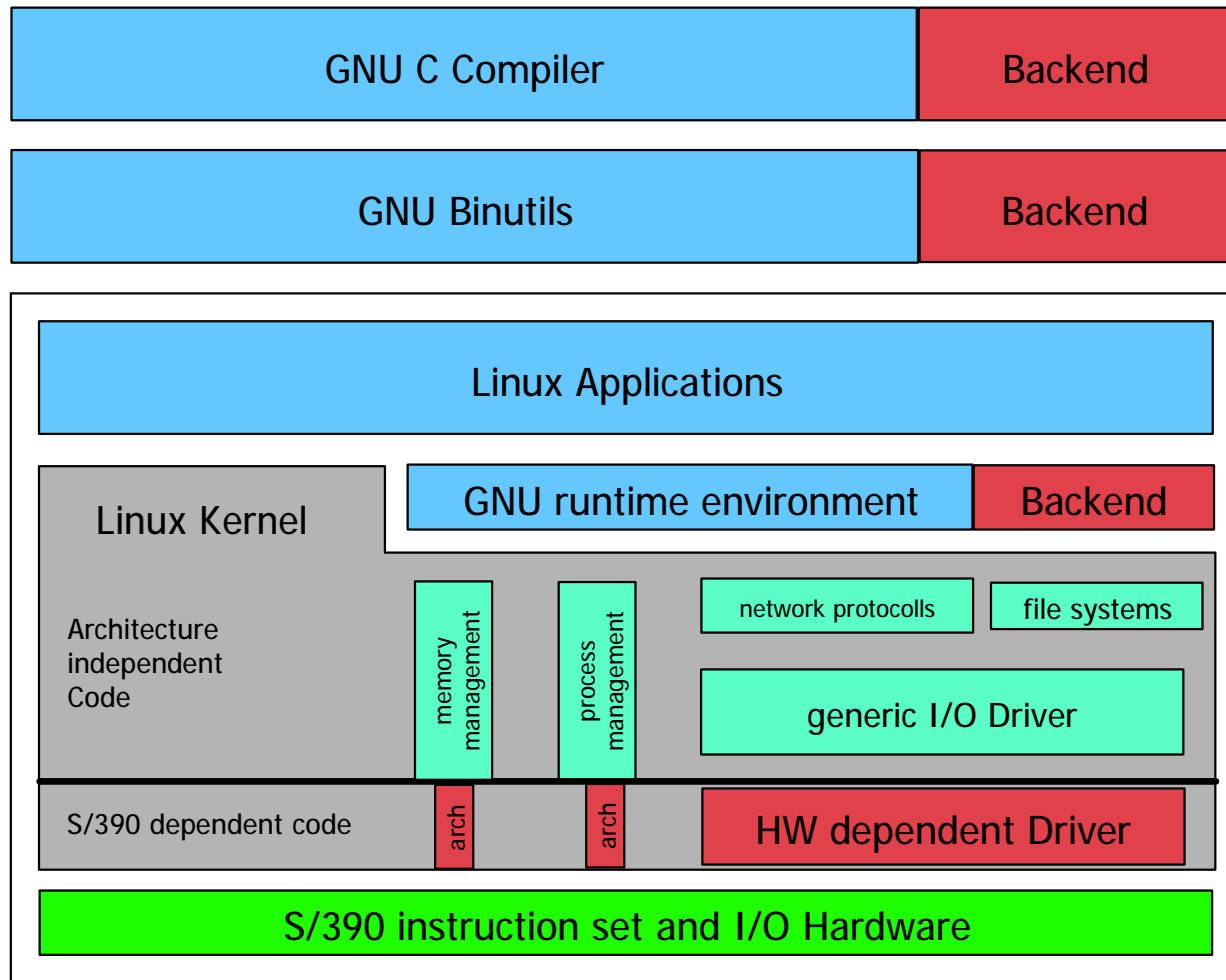 GNU C Compiler
Backend
GNU Binutils
Backend
Linux Applications
GNU runtime environment
Backend
Linux Kernel
Architecture
independent
Code
memory
management
process
management
network protocolls
file systems
generic I/O Driver
S/390 dependent code
arch
arch
HW dependent Driver
S/390 instruction set and I/O Hardware